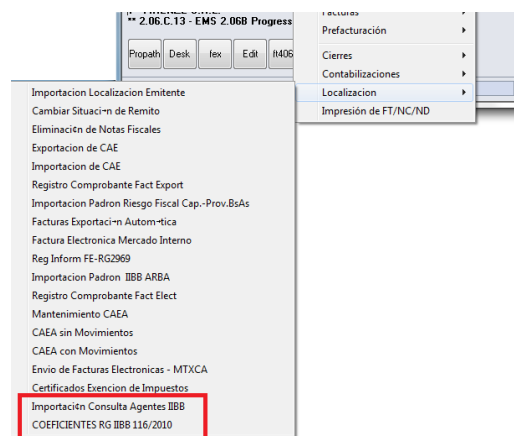 ** 2.06.C.13 - EMS 2.06B Progress
Propath Desk fex Edit ft406
Facturas
Prefacturación
Cierres
Contabilizaciones
Localizacion
Impresión de FT/NC/ND
Importacion Localizacion Emitente
Cambiar Situaci¬n de Remito
Eliminaci¢n de Notas Fiscales
Exportacion de CAE
Importacion de CAE
Registro Comprobante Fact Export
Importacion Padron Riesgo Fiscal Cap.-Prov.BsAs
Facturas Exportaci¬n Autom¬tica
Factura Electronica Mercado Interno
Reg Inform FE-RG2969
Importacion Padron IIBB ARBA
Registro Comprobante Fact Elect
Mantenimiento CAEA
CAEA sin Movimientos
CAEA con Movimientos
Envio de Facturas Electronicas - MTXCA
Certificados Exencion de Impuestos
Importaci¢n Consulta Agentes IIBB
COEFICIENTES RG IIBB 116/2010